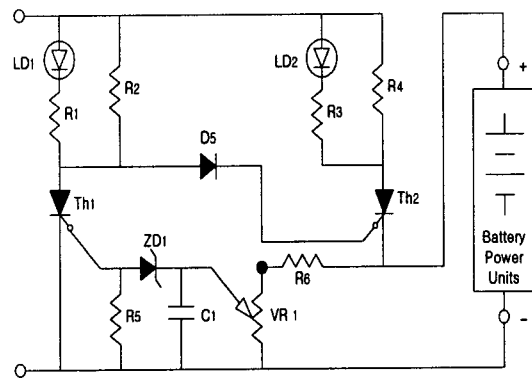 LD1
R1
R2
LD2
R3
R4
D5
Th1
Th2
ZD1
R5
C1
VR 1
R6
+
Battery
Power
Units
-